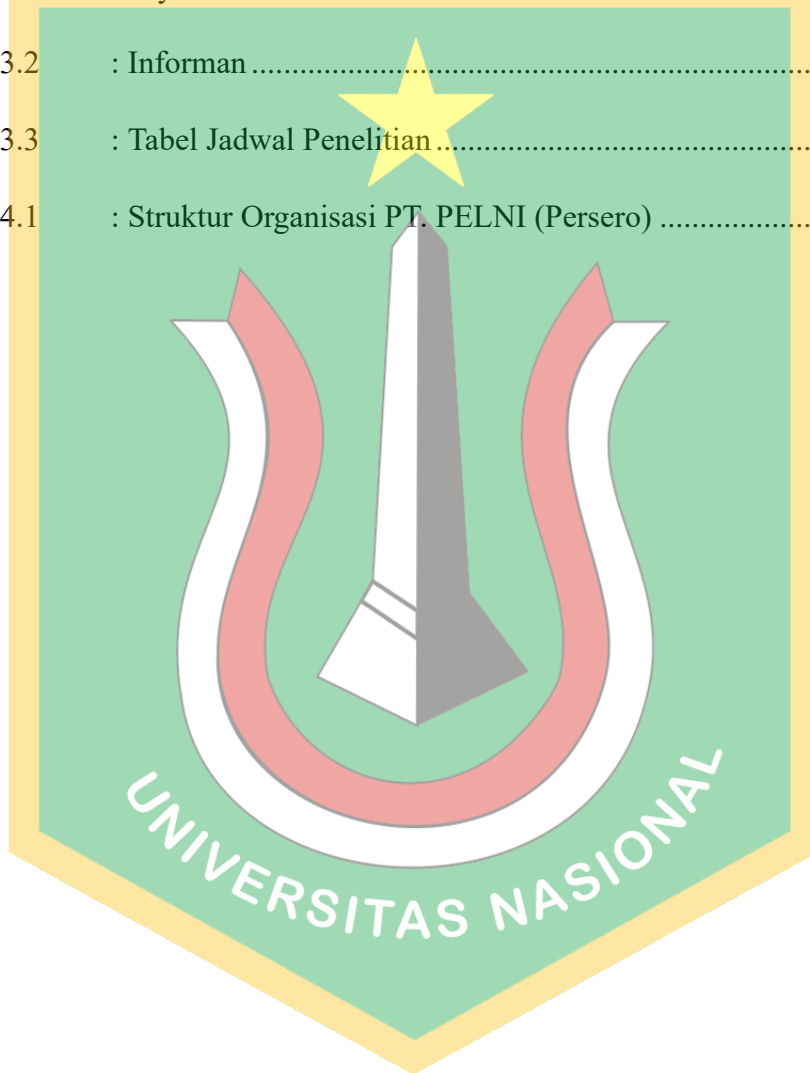 3.2 : Informan ........................................................................
3.3 : Tabel Jadwal Penelitian ...............................................
4.1 : Struktur Organisasi PT. PELNI (Persero) ...................
UNIVERSITAS NASIONAL